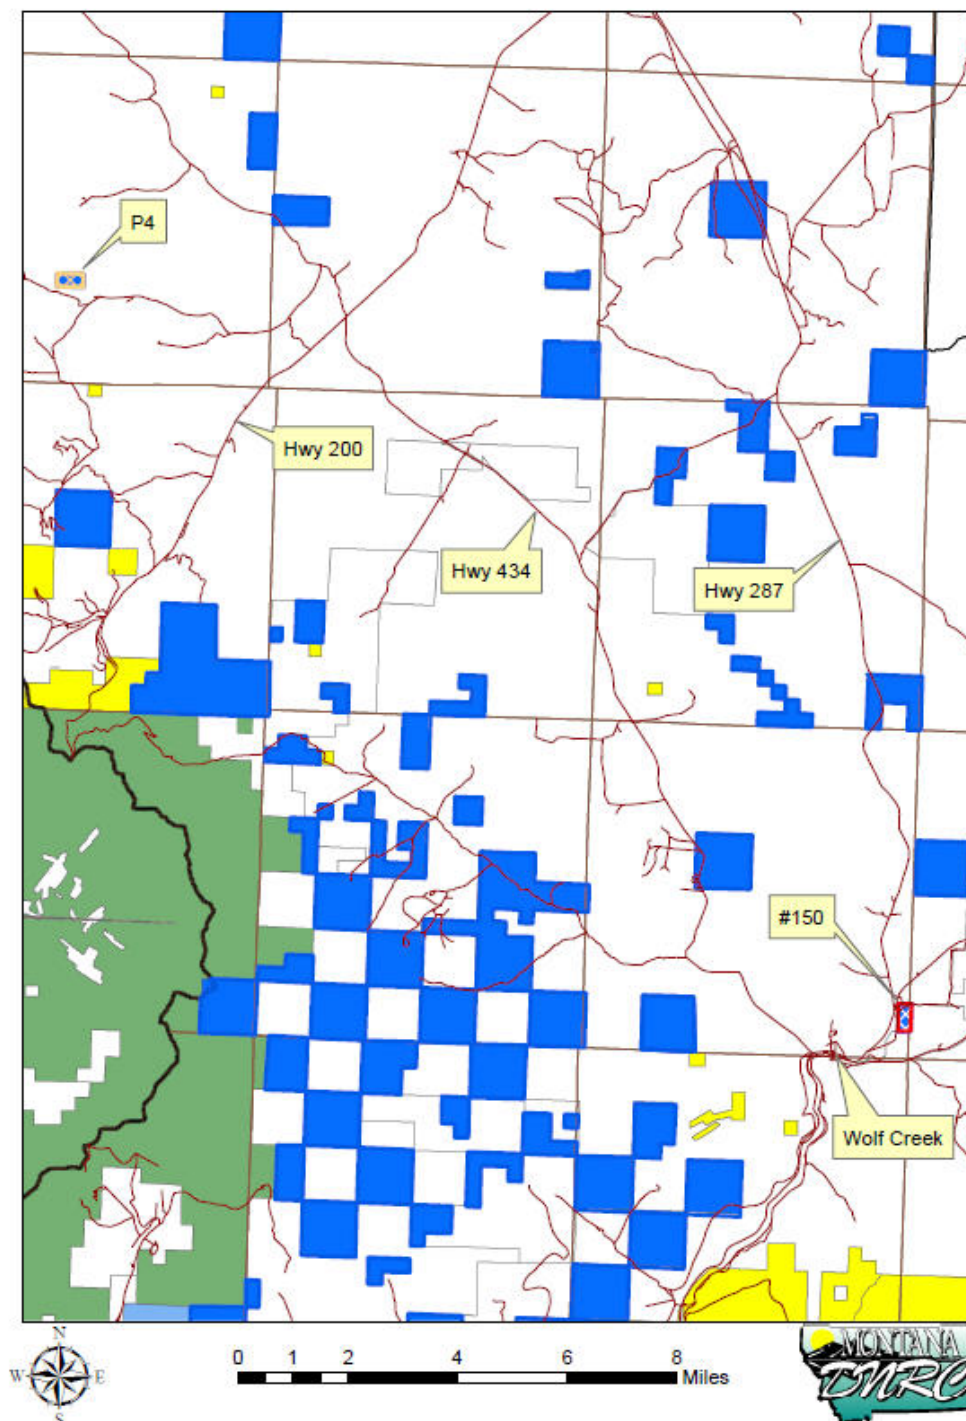 P4
Hwy 200
Hwy 434
Hwy 287
#150
Wolf Creek
N
W E
S
0 1 2 4 6 8
Miles
MONTANA
DNRC